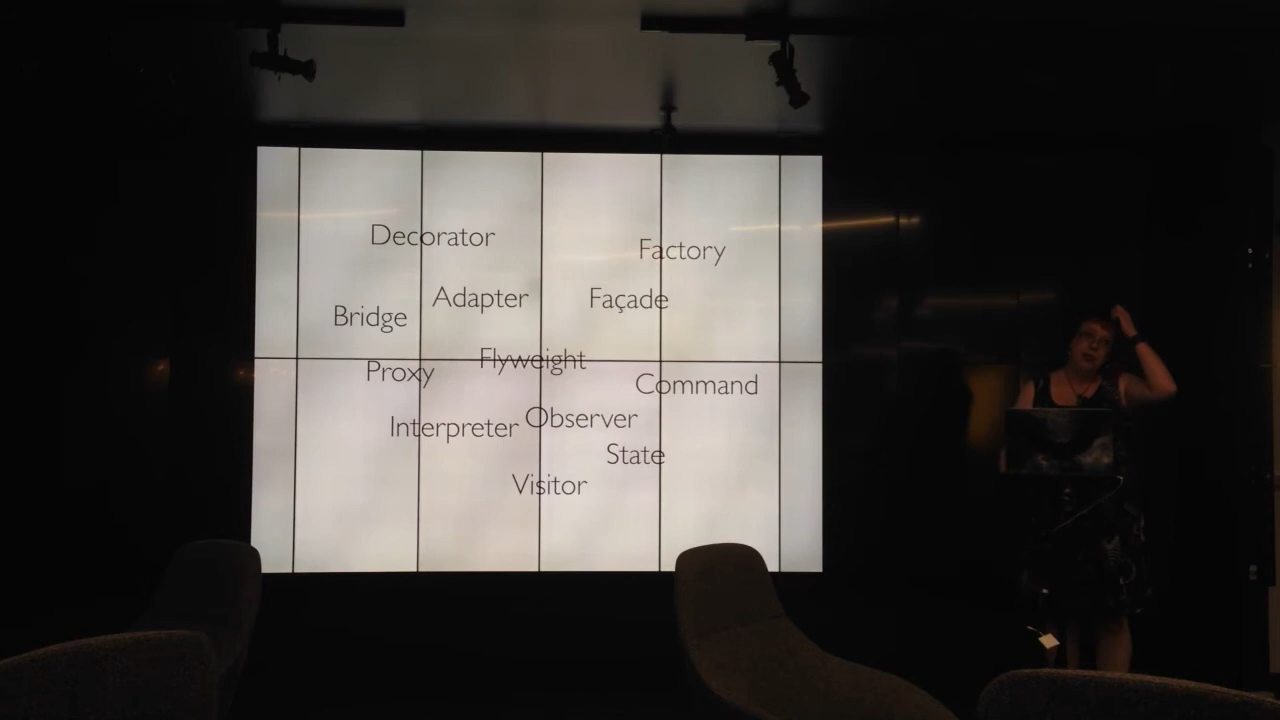 Decorator
Factory
Adapter
Façade
Bridge
Flyweight
Proxy
Command
Observer
Interpreter
State
Visitor